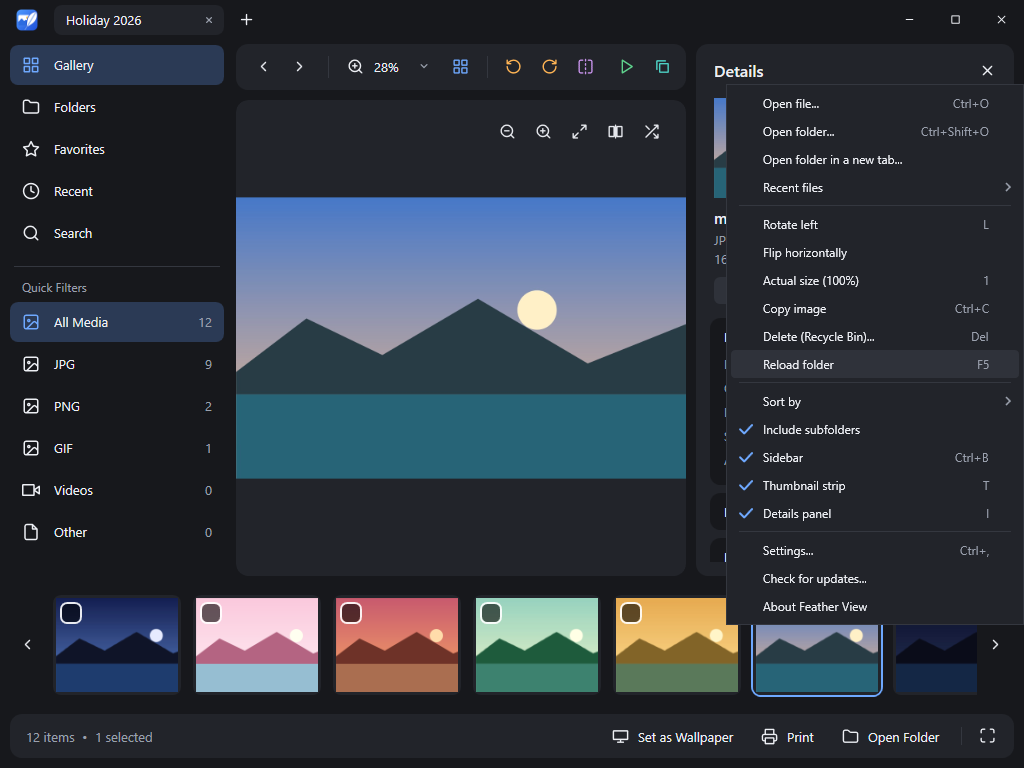 Holiday 2026
Gallery
Folders
Favorites
Recent
Search
Quick Filters
All Media 12
JPG 9
PNG 2
GIF 1
Videos 0
Other 0
28%
Details
Open file... Ctrl+O
Open folder... Ctrl+Shift+O
Open folder in a new tab...
Recent files
Rotate left L
Flip horizontally
Actual size (100%) 1
Copy image Ctrl+C
Delete (Recycle Bin)... Del
Reload folder F5
Sort by
Include subfolders
Sidebar Ctrl+B
Thumbnail strip T
Details panel I
Settings... Ctrl+,
Check for updates...
About Feather View
12 items • 1 selected
Set as Wallpaper
Print
Open Folder